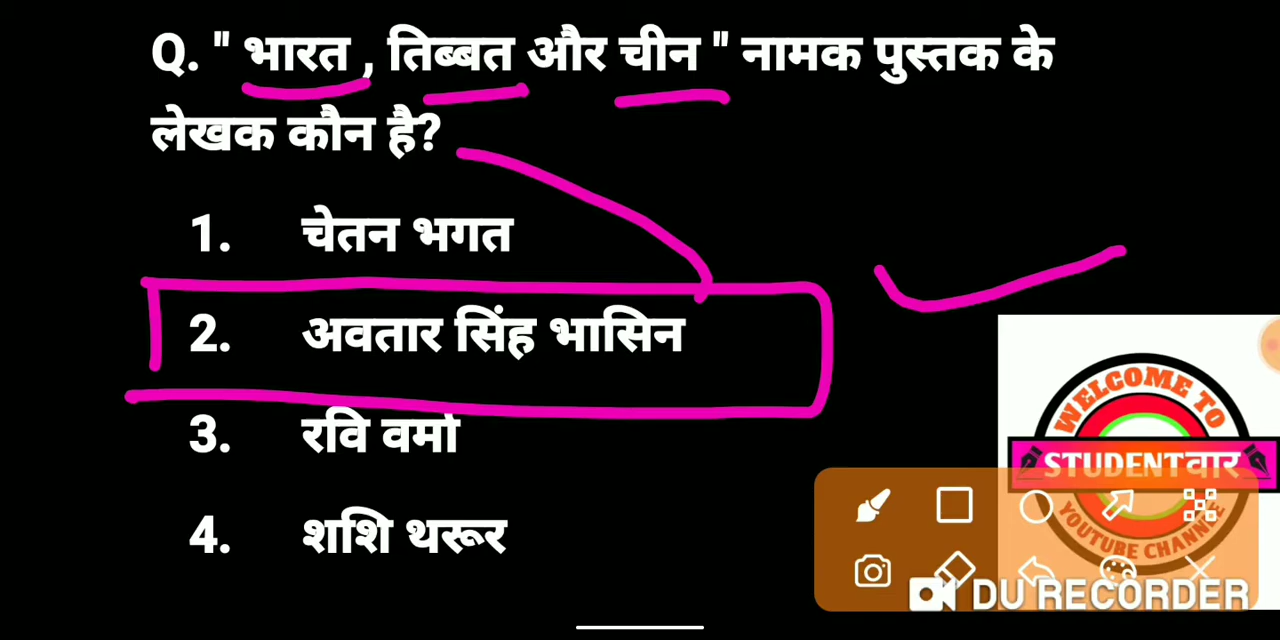 Q. " भारत , तिब्बत और चीन " नामक पुस्तक के
लेखक कौन है?
1. चेतन भगत
2. अवतार सिंह भासिन
3. रवि वर्मा
4. शशि थरूर
WELCOME TO
STUDENTवार
YOUTUBE CHANNE
DU RECORDER